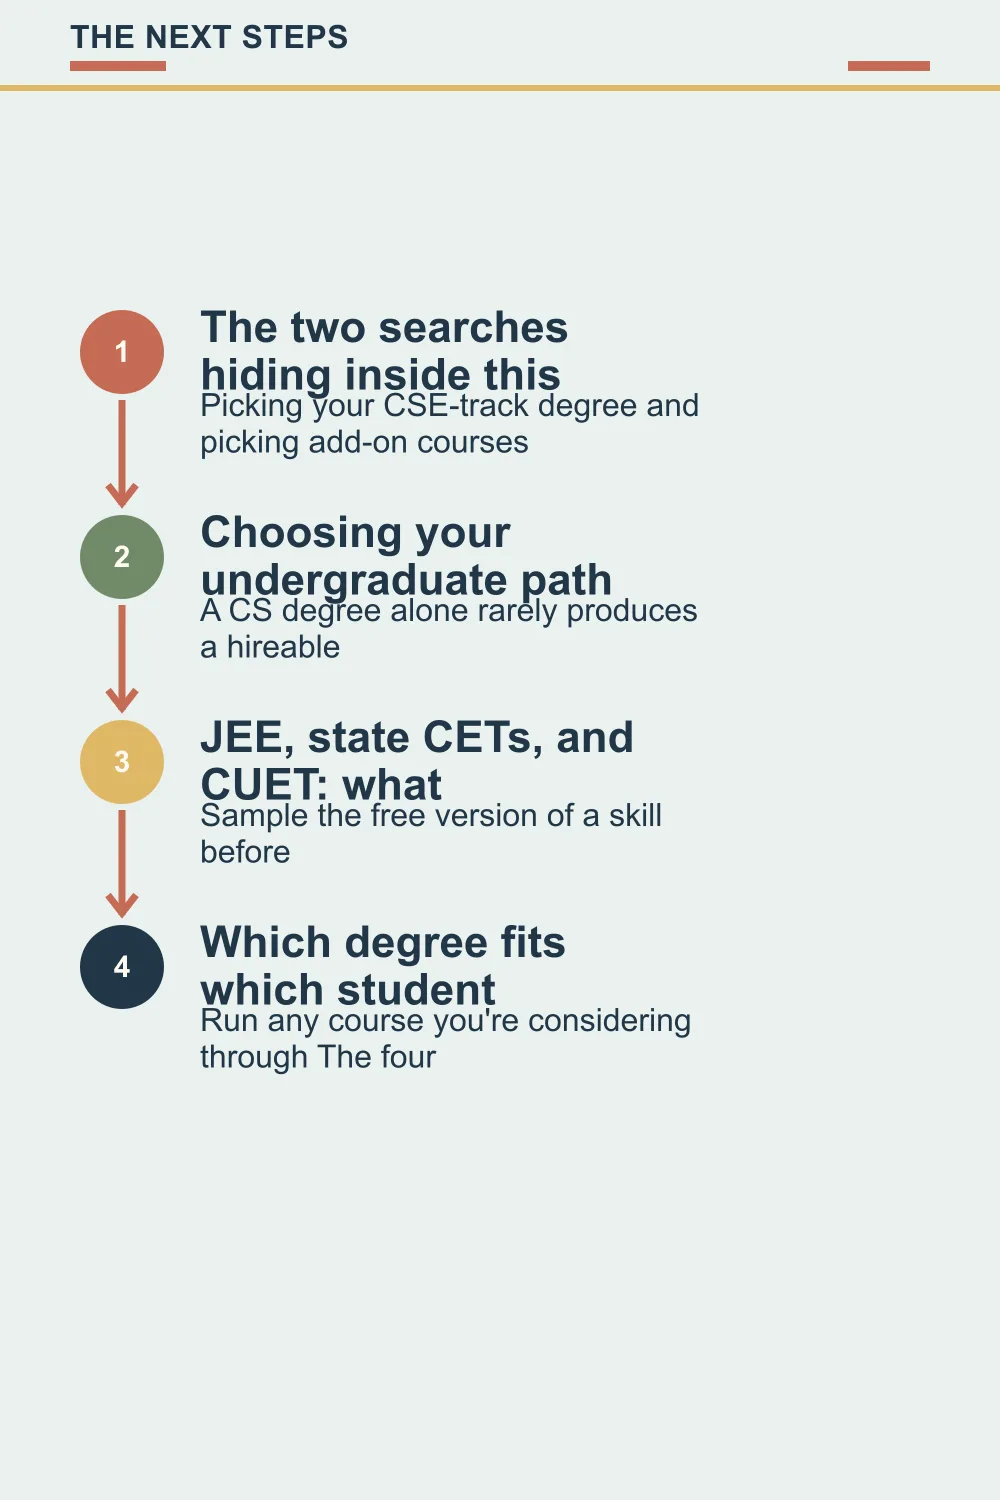 THE NEXT STEPS
1
The two searches
hiding inside this
Picking your CSE-track degree and
picking add-on courses
2
Choosing your
undergraduate path
A CS degree alone rarely produces
a hireable
3
JEE, state CETs, and
CUET: what
Sample the free version of a skill
before
4
Which degree fits
which student
Run any course you're considering
through The four